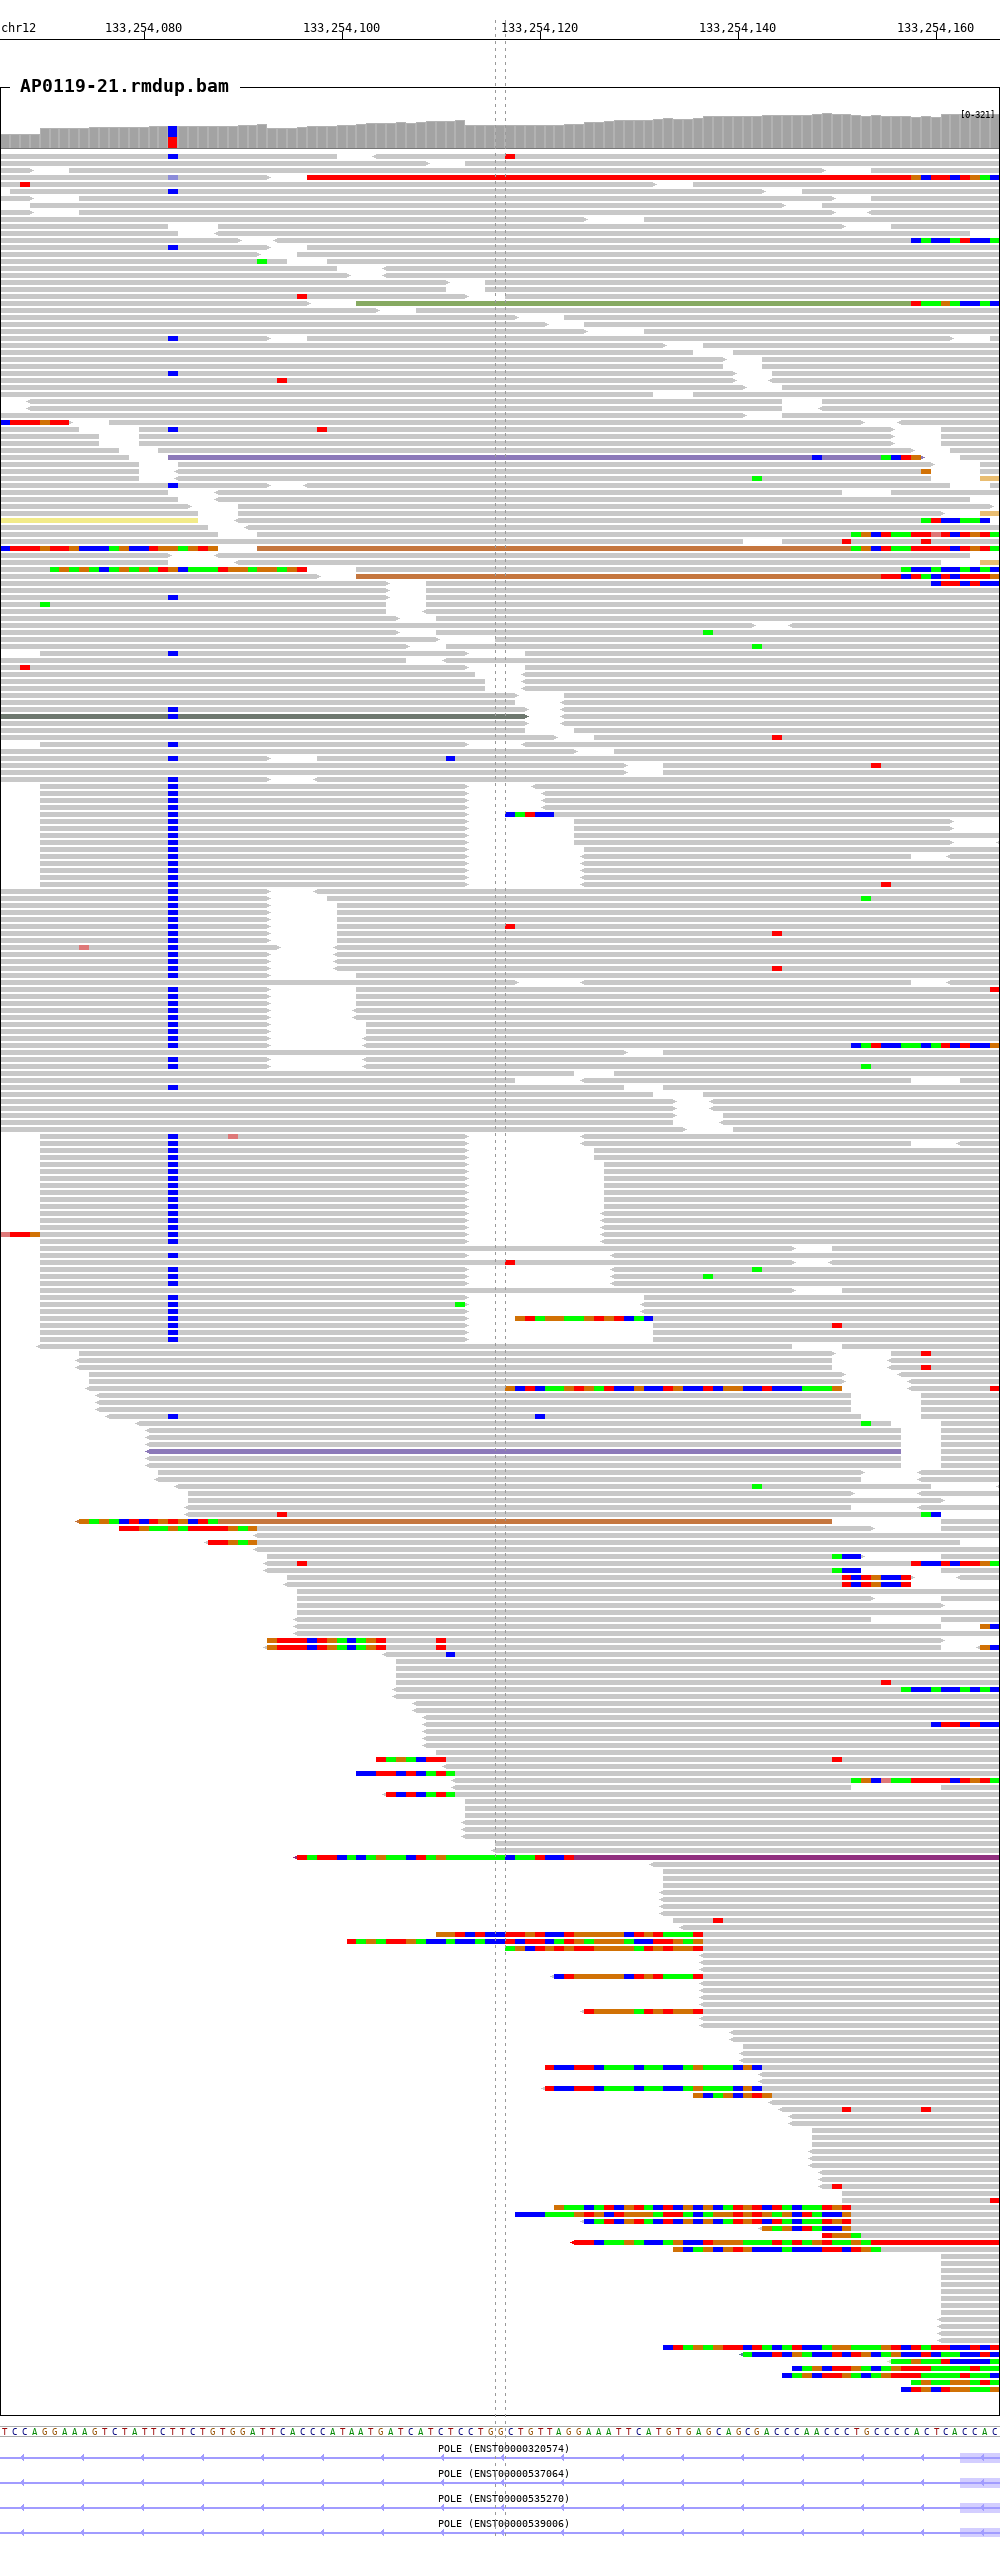 chr12 133,254,080 133,254,100 133,254,120 133,254,140 133,254,160
AP0119-21.rmdup.bam
[0-321]
TCCAGGAAAGTCTATTCTTCTGTGGATTCACCCATAATGATCATCTCCTGGCTGTTAGGAAATTCATGTGAGCAGCGACCCAACCCTGCCCCACTCACCAC
POLE (ENST00000320574)
POLE (ENST00000537064)
POLE (ENST00000535270)
POLE (ENST00000539006)